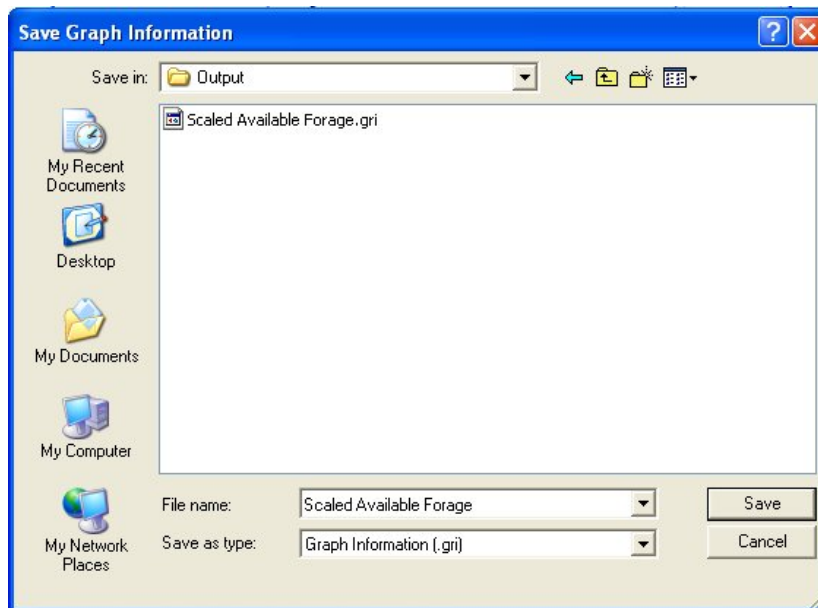 Save Graph Information
Save in:
Output
My Recent
Documents
Desktop
My Documents
My Computer
My Network
Places
Scaled Available Forage.gri
File name:
Scaled Available Forage
Save
Save as type:
Graph Information (.gri)
Cancel